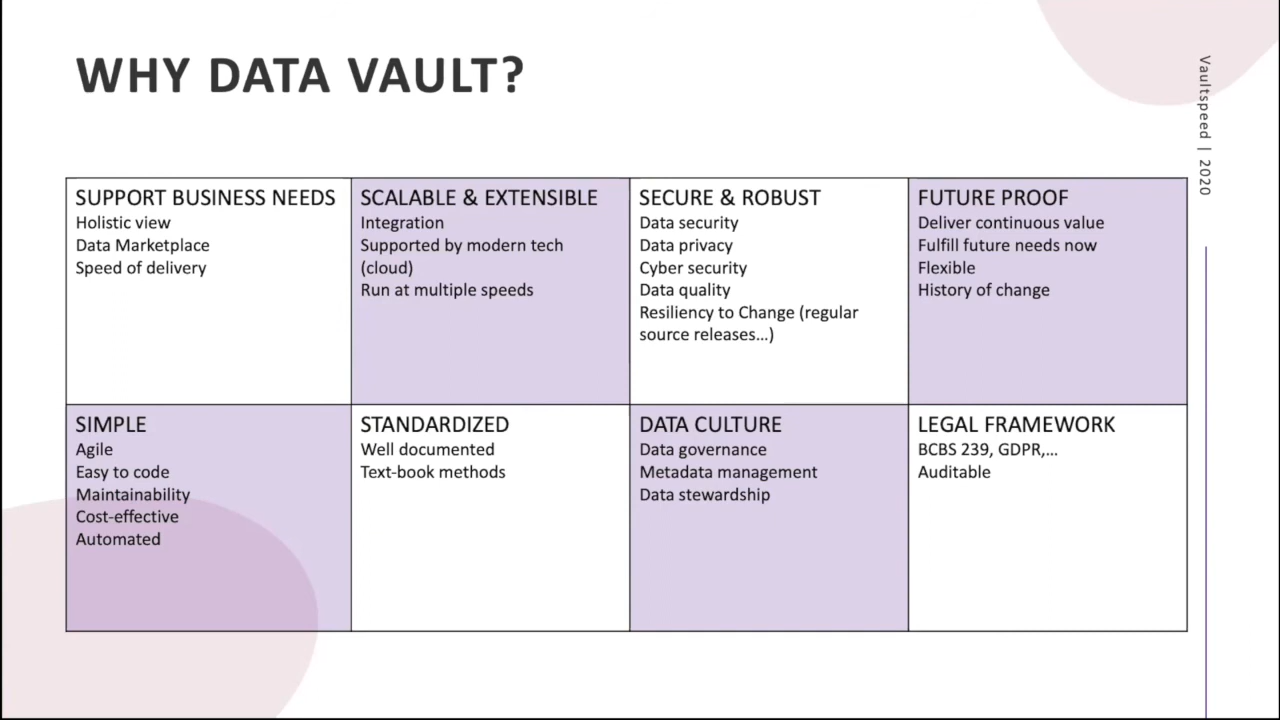 WHY DATA VAULT?
Vaultspeed | 2020
SUPPORT BUSINESS NEEDS
Holistic view
Data Marketplace
Speed of delivery
SCALABLE & EXTENSIBLE
Integration
Supported by modern tech
(cloud)
Run at multiple speeds
SECURE & ROBUST
Data security
Data privacy
Cyber security
Data quality
Resiliency to Change (regular
source releases…)
FUTURE PROOF
Deliver continuous value
Fulfill future needs now
Flexible
History of change
SIMPLE
Agile
Easy to code
Maintainability
Cost-effective
Automated
STANDARDIZED
Well documented
Text-book methods
DATA CULTURE
Data governance
Metadata management
Data stewardship
LEGAL FRAMEWORK
BCBS 239, GDPR,…
Auditable